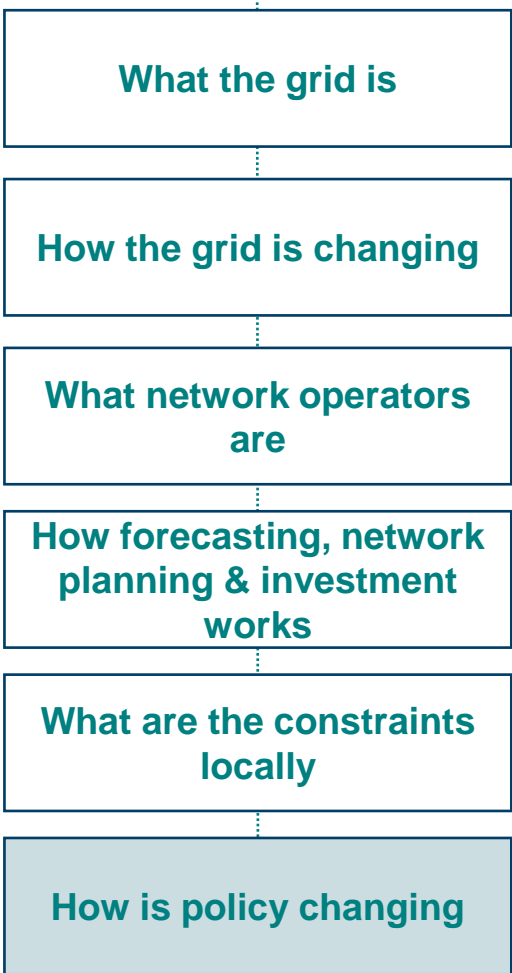 What the grid is
How the grid is changing
What network operators
are
How forecasting, network
planning & investment
works
What are the constraints
locally
How is policy changing